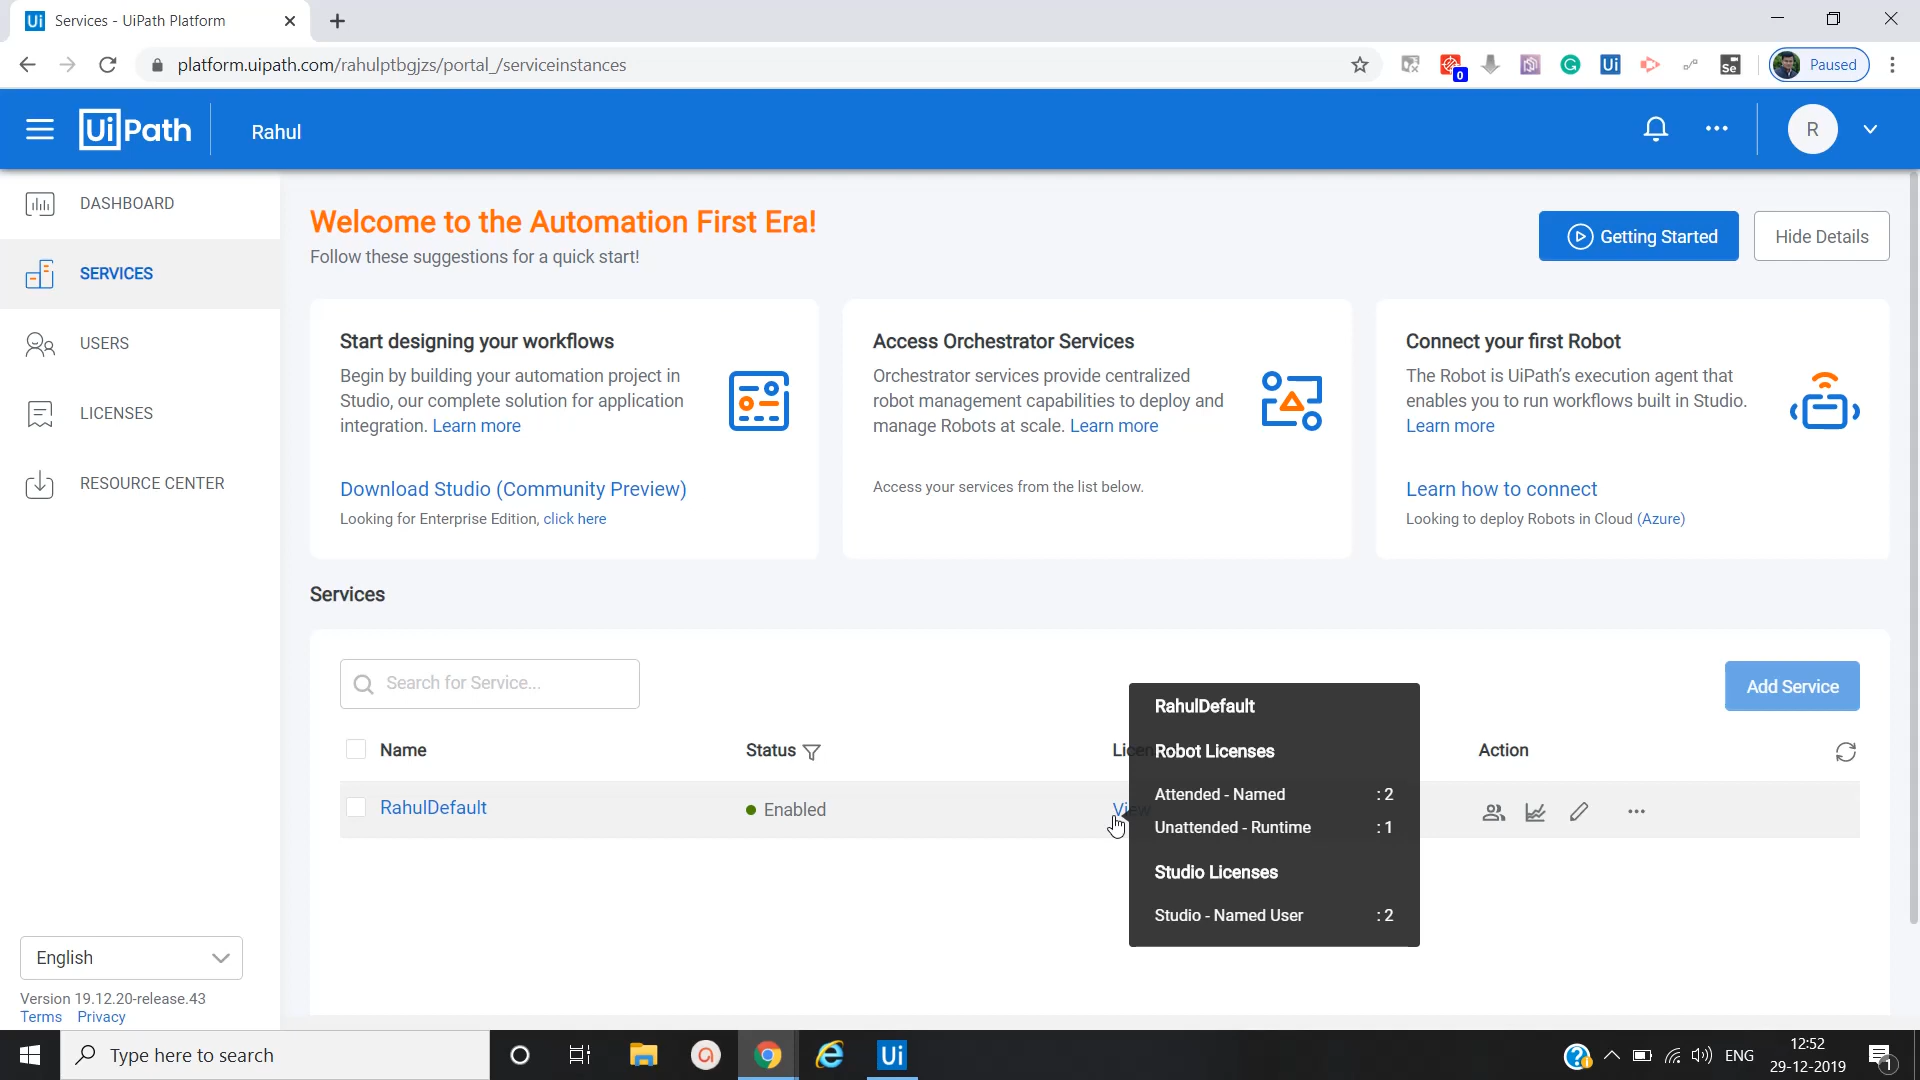 Ui Services - UiPath Platform
platform.uipath.com/rahulptbgjzs/portal_/serviceinstances
0
Ui
Se
Paused
UiPath
Rahul
R
DASHBOARD
SERVICES
USERS
LICENSES
RESOURCE CENTER
Welcome to the Automation First Era!
Follow these suggestions for a quick start!
Getting Started
Hide Details
Start designing your workflows
Begin by building your automation project in
Studio, our complete solution for application
integration. Learn more
Download Studio (Community Preview)
Looking for Enterprise Edition, click here
Access Orchestrator Services
Orchestrator services provide centralized
robot management capabilities to deploy and
manage Robots at scale. Learn more
Access your services from the list below.
Connect your first Robot
The Robot is UiPath's execution agent that
enables you to run workflows built in Studio.
Learn more
Learn how to connect
Looking to deploy Robots in Cloud (Azure)
Services
Search for Service...
Add Service
Name
Status
Action
RahulDefault
Enabled
View
RahulDefault
Robot Licenses
Attended - Named : 2
Unattended - Runtime : 1
Studio Licenses
Studio - Named User : 2
English
Version 19.12.20-release.43
Terms Privacy
Type here to search
Ui
ENG
12:52
29-12-2019
1